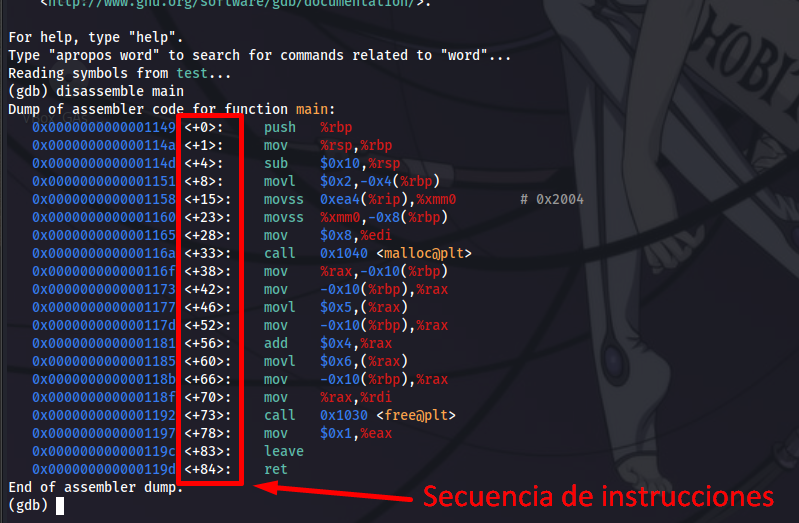 <http://www.gnu.org/software/gdb/documentation/>.
For help, type "help".
Type "apropos word" to search for commands related to "word"...
Reading symbols from test...
(gdb) disassemble main
Dump of assembler code for function main:
0x0000000000001149 <+0>: push %rbp
0x000000000000114a <+1>: mov %rsp,%rbp
0x000000000000114d <+4>: sub $0x10,%rsp
0x0000000000001151 <+8>: movl $0x2,-0x4(%rbp)
0x0000000000001158 <+15>: movss 0xea4(%rip),%xmm0 # 0x2004
0x0000000000001160 <+23>: movss %xmm0,-0x8(%rbp)
0x0000000000001165 <+28>: mov $0x8,%edi
0x000000000000116a <+33>: call 0x1040 <malloc@plt>
0x000000000000116f <+38>: mov %rax,-0x10(%rbp)
0x0000000000001173 <+42>: mov -0x10(%rbp),%rax
0x0000000000001177 <+46>: movl $0x5,(%rax)
0x000000000000117d <+52>: mov -0x10(%rbp),%rax
0x0000000000001181 <+56>: add $0x4,%rax
0x0000000000001185 <+60>: movl $0x6,(%rax)
0x000000000000118b <+66>: mov -0x10(%rbp),%rax
0x000000000000118f <+70>: mov %rax,%rdi
0x0000000000001192 <+73>: call 0x1030 <free@plt>
0x0000000000001197 <+78>: mov $0x1,%eax
0x000000000000119c <+83>: leave
0x000000000000119d <+84>: ret
End of assembler dump.
(gdb)
Secuencia de instrucciones